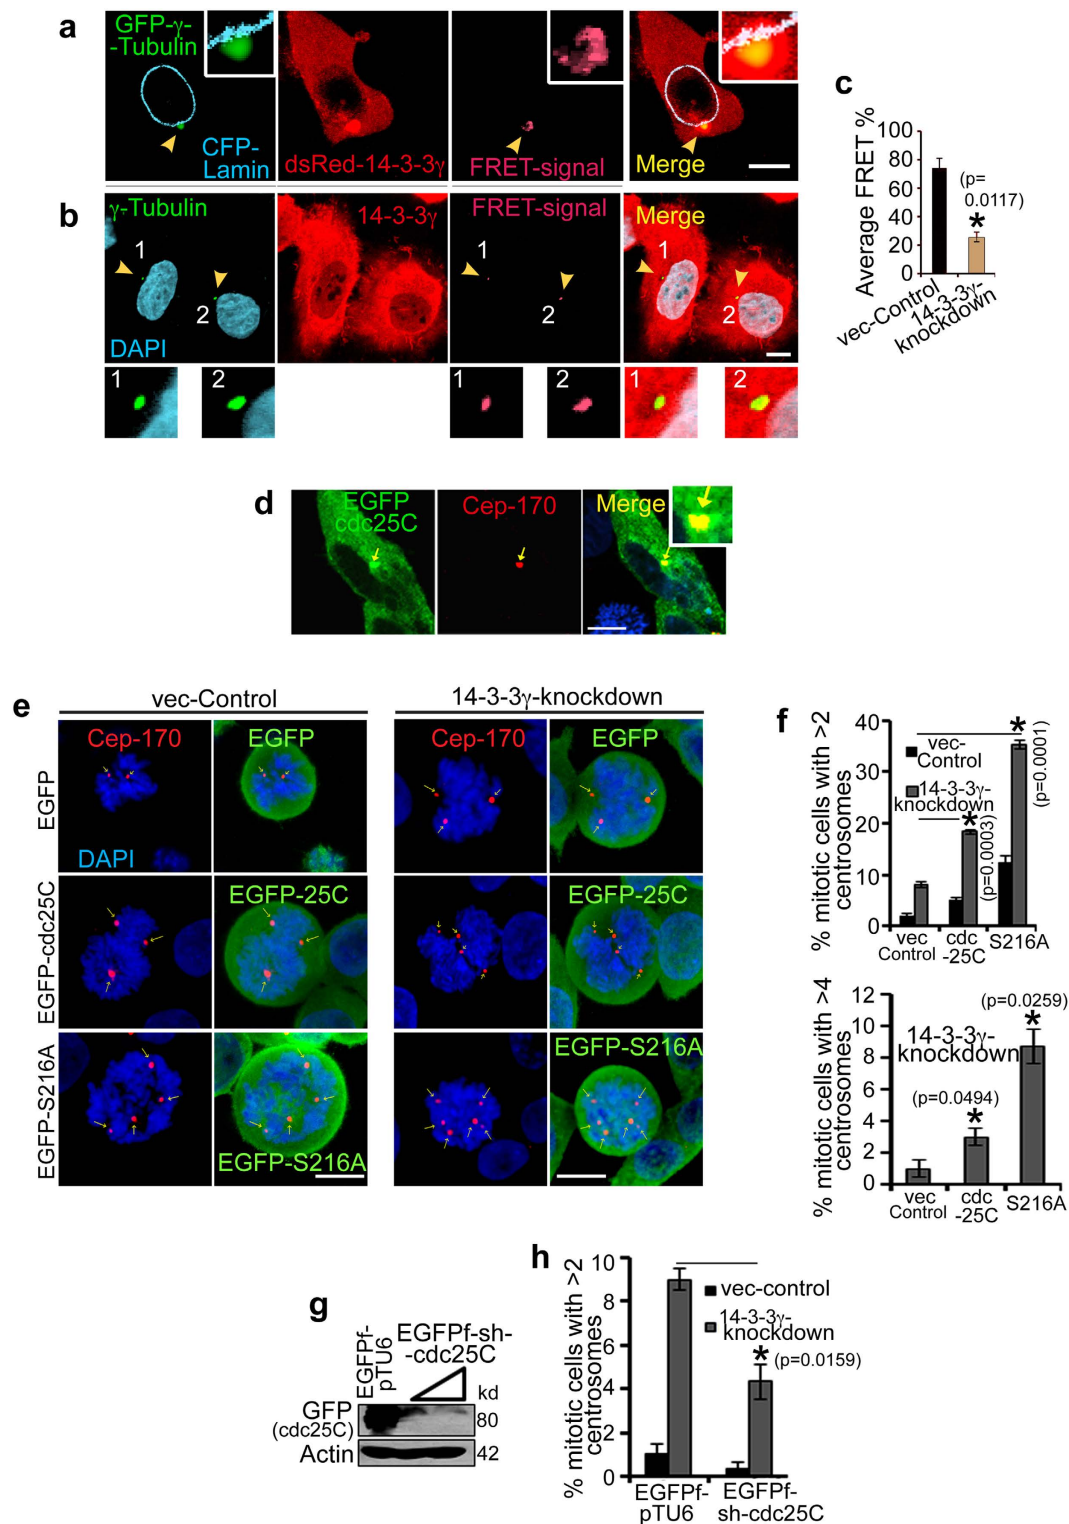 a
GFP-γ-
-Tubulin
CFP-
Lamin
dsRed-14-3-3γ
FRET-signal
Merge
b
γ-Tubulin
1
2
DAPI
14-3-3γ
FRET-signal
1
2
Merge
1
2
1
2
1
2
1
2
c
Average FRET %
100
80
60
40
20
0
(p=
0.0117)
*
vec-Control
14-3-3γ-
knockdown
d
EGFP
cdc25C
Cep-170
Merge
e
vec-Control
14-3-3γ-knockdown
EGFP
Cep-170
DAPI
EGFP
Cep-170
EGFP
EGFP-cdc25C
EGFP-25C
EGFP-25C
EGFP-S216A
EGFP-S216A
EGFP-S216A
f
% mitotic cells with >2
centrosomes
40
30
20
10
0
vec-
Control
14-3-3γ-
knockdown
*
(p=0.0003)
*
(p=0.0001)
vec
Control
cdc
-25C
S216A
% mitotic cells with >4
centrosomes
12
10
8
6
4
2
0
14-3-3γ-
knockdown
(p=0.0494)
*
(p=0.0259)
*
vec
Control
cdc
-25C
S216A
g
EGFPf-
pTU6
EGFPf-sh-
-cdc25C
kd
GFP
(cdc25C)
80
Actin
42
h
% mitotic cells with >2
centrosomes
10
8
6
4
2
0
vec-control
14-3-3γ-
knockdown
*
(p=0.0159)
EGFPf-
pTU6
EGFPf-
sh-cdc25C